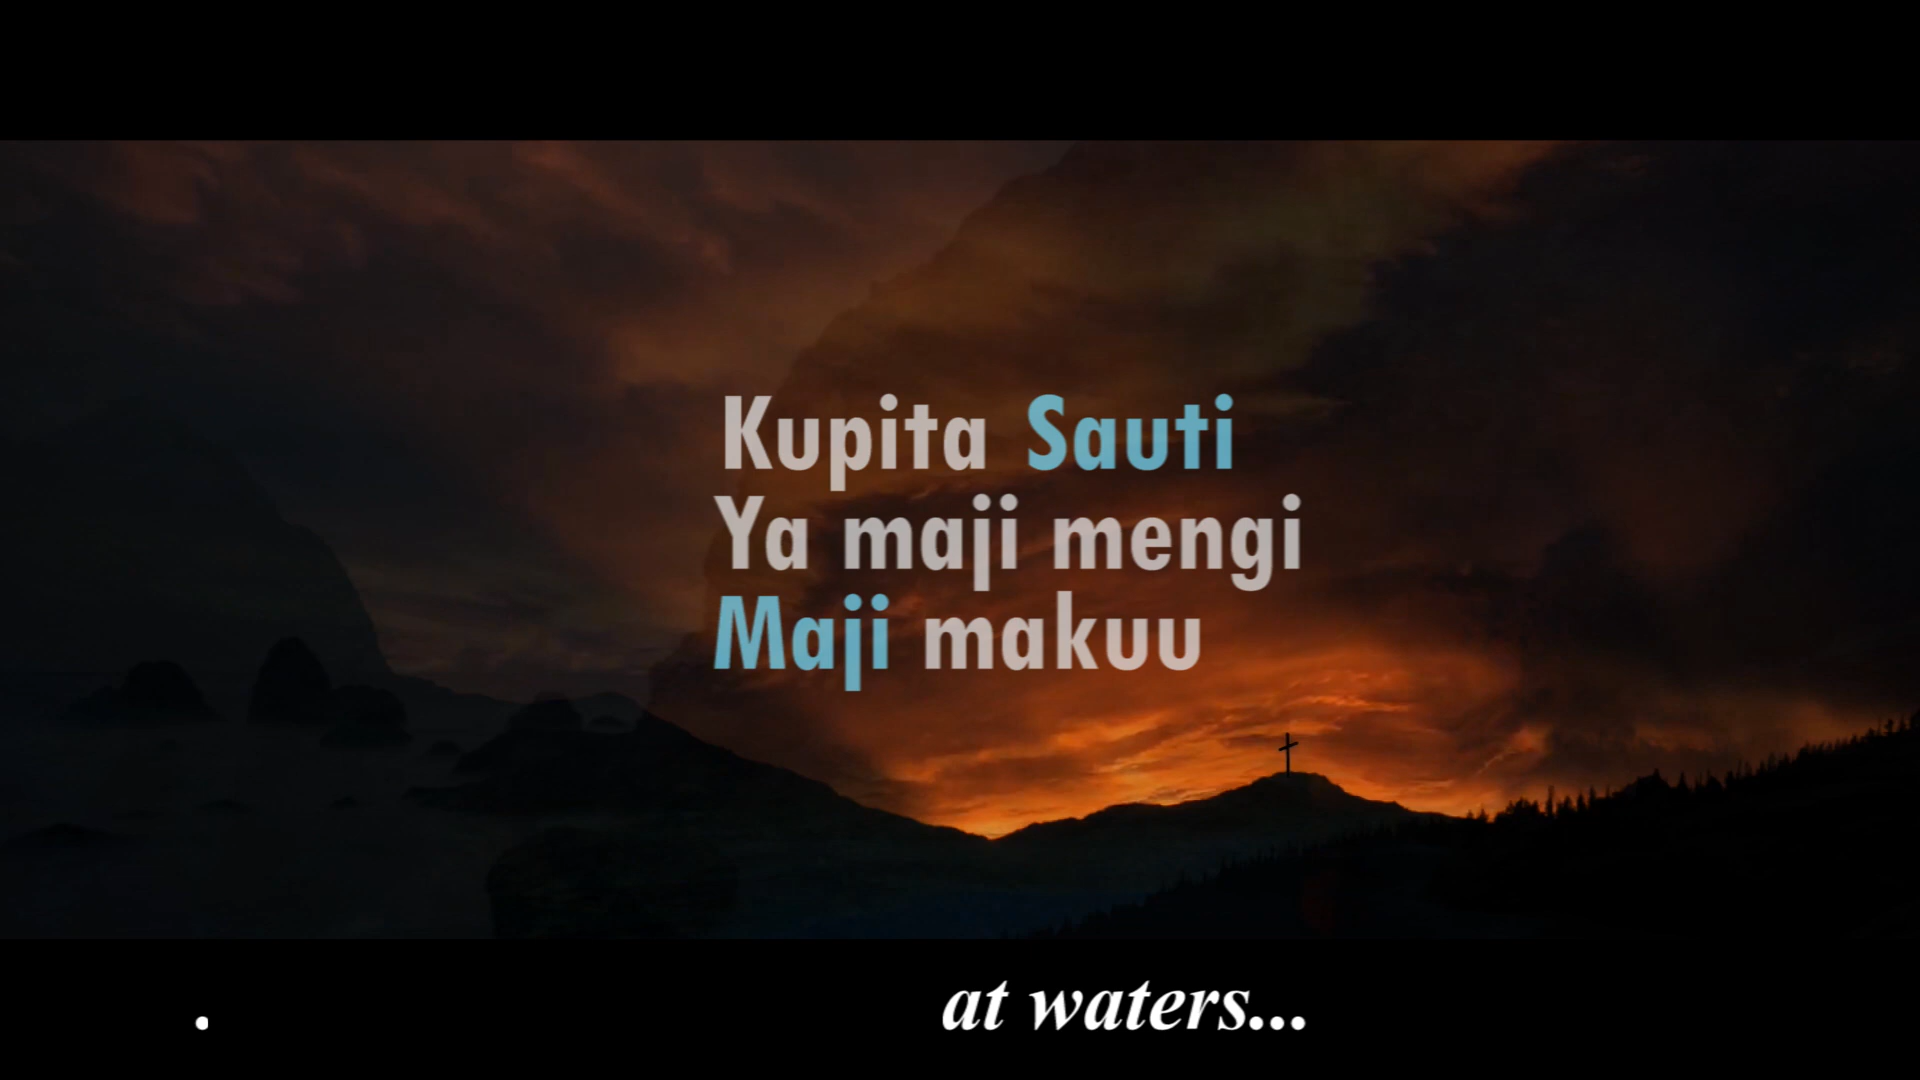 Kupita Sauti
Ya maji mengi
Maji makuu
. at waters...